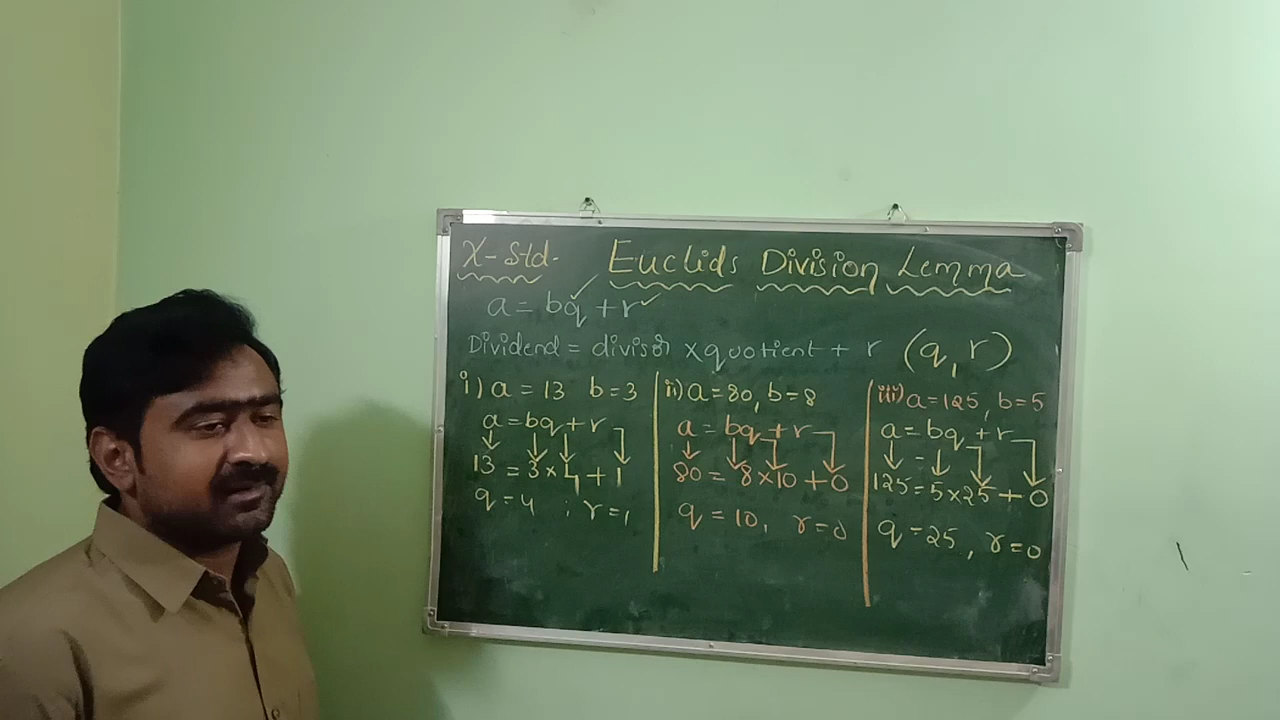 X-Std. Euclids Division Lemma
a = bq + r
Dividend = divisor × quotient + r (q, r)
i) a = 13 b = 3
a = bq + r
13 = 3 × 4 + 1
q = 4 ; r = 1
ii) a = 80, b = 8
a = bq + r
80 = 8 × 10 + 0
q = 10, r = 0
iii) a = 125, b = 5
a = bq + r
125 = 5 × 25 + 0
q = 25, r = 0